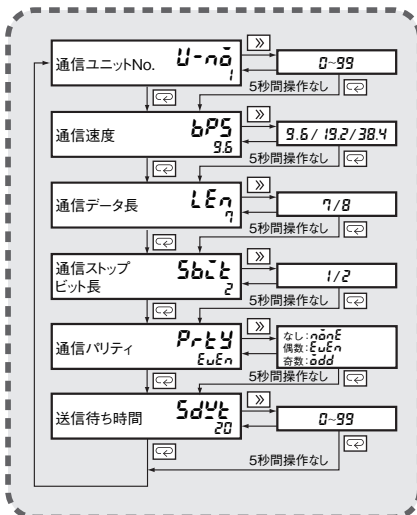 通信ユニットNo. U-no »
1 0~99
5秒間操作なし
通信速度 bPS »
9.6 9.6 / 19.2 / 38.4
5秒間操作なし
通信データ長 LEn »
7 7/8
5秒間操作なし
通信ストップ Sbit »
ビット長 2 1/2
5秒間操作なし
通信パリティ PrtY »
EuEn なし:nonE
偶数:EuEn
奇数:odd
5秒間操作なし
送信待ち時間 SdYt »
20 0~99
5秒間操作なし